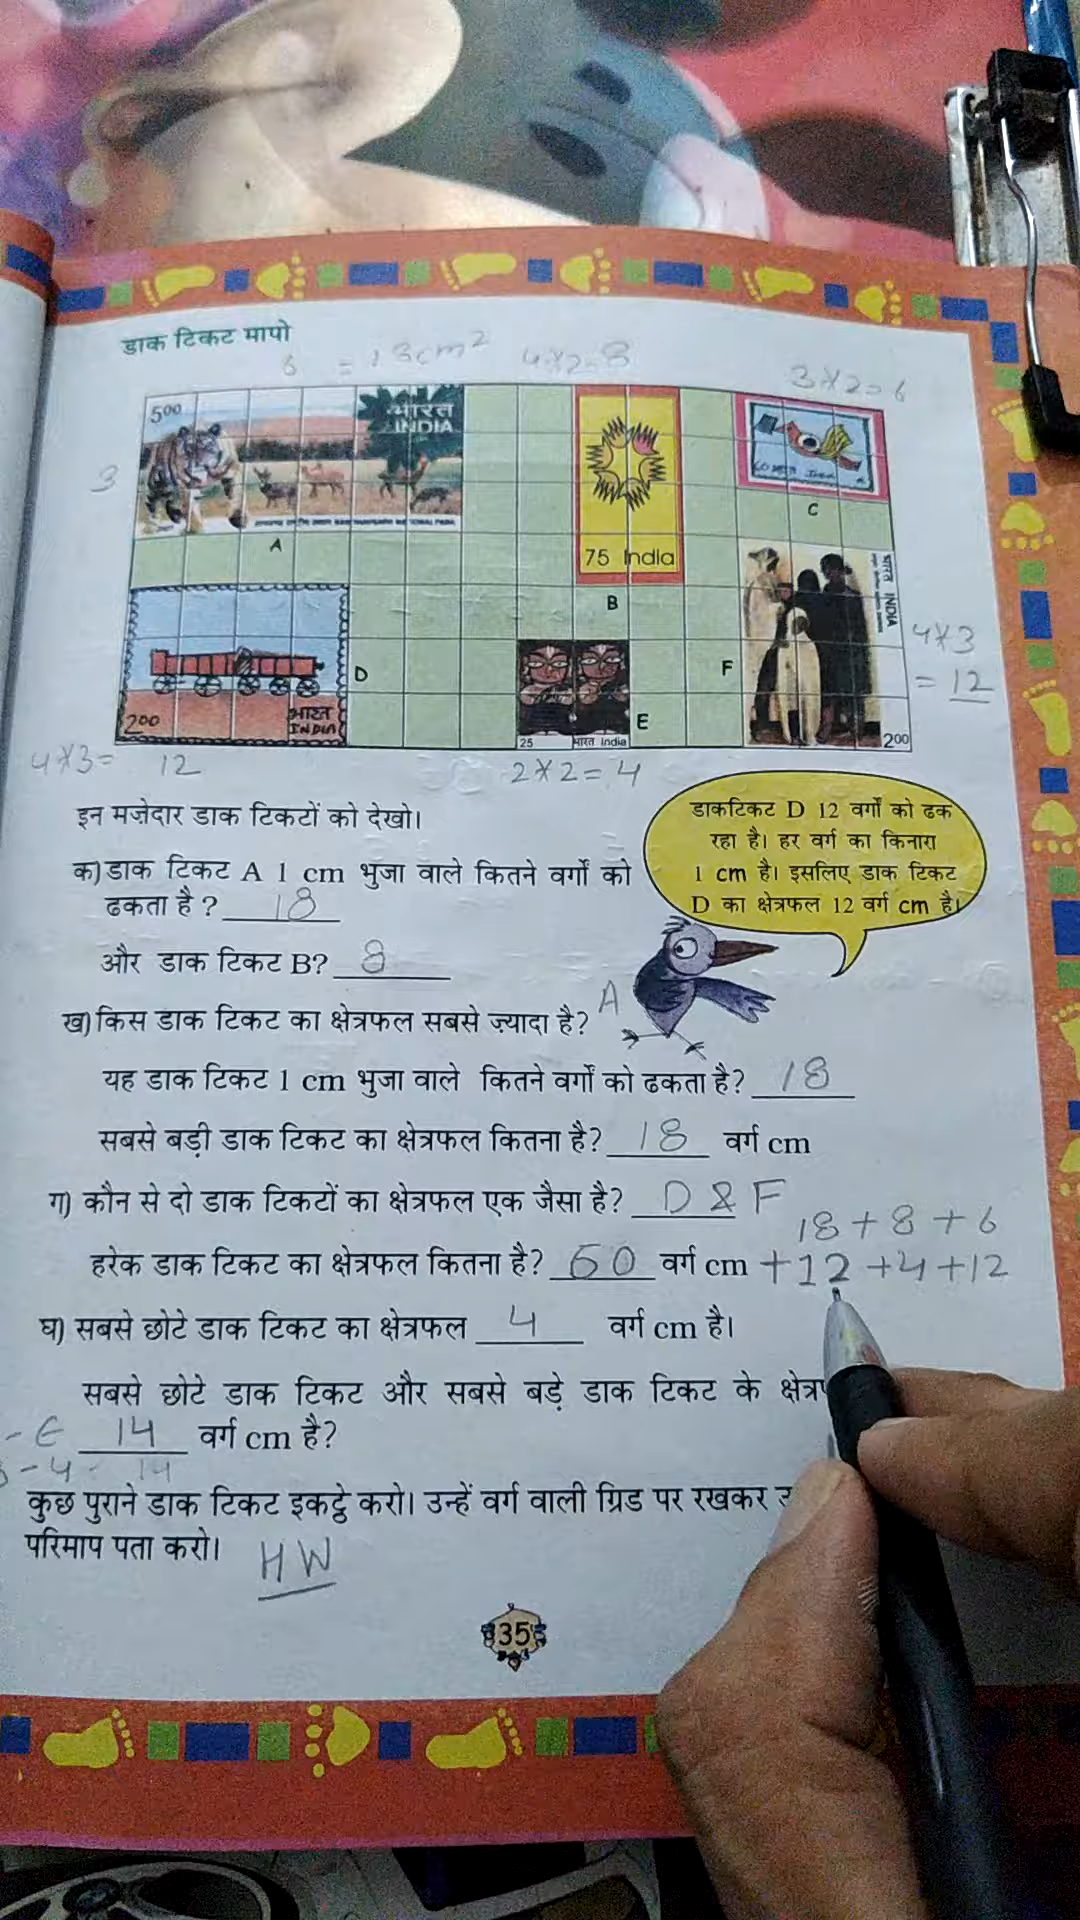 डाक टिकट मापो
6 = 18cm² 4×2=8 3×2=6
3
500
भारत
INDIA
A
75 India
B
C
D
200
भारत
INDIA
25 भारत India
E
F
भारत INDIA
200
4×3
= 12
4×3= 12
2×2=4
इन मज़ेदार डाक टिकटों को देखो।
डाकटिकट D 12 वर्गों को ढक
रहा है। हर वर्ग का किनारा
1 cm है। इसलिए डाक टिकट
D का क्षेत्रफल 12 वर्ग cm है।
क) डाक टिकट A 1 cm भुजा वाले कितने वर्गों को
ढकता है? 18
और डाक टिकट B? 8
ख) किस डाक टिकट का क्षेत्रफल सबसे ज़्यादा है? A
यह डाक टिकट 1 cm भुजा वाले कितने वर्गों को ढकता है? 18
सबसे बड़ी डाक टिकट का क्षेत्रफल कितना है? 18 वर्ग cm
ग) कौन से दो डाक टिकटों का क्षेत्रफल एक जैसा है? D & F
18+8+6
हरेक डाक टिकट का क्षेत्रफल कितना है? 60 वर्ग cm +12+4+12
घ) सबसे छोटे डाक टिकट का क्षेत्रफल 4 वर्ग cm है।
सबसे छोटे डाक टिकट और सबसे बड़े डाक टिकट के
- E 14 वर्ग cm है?
- 4 = 14
कुछ पुराने डाक टिकट इकट्ठे करो। उन्हें वर्ग वाली ग्रिड पर रखकर
परिमाप पता करो।
HW
35